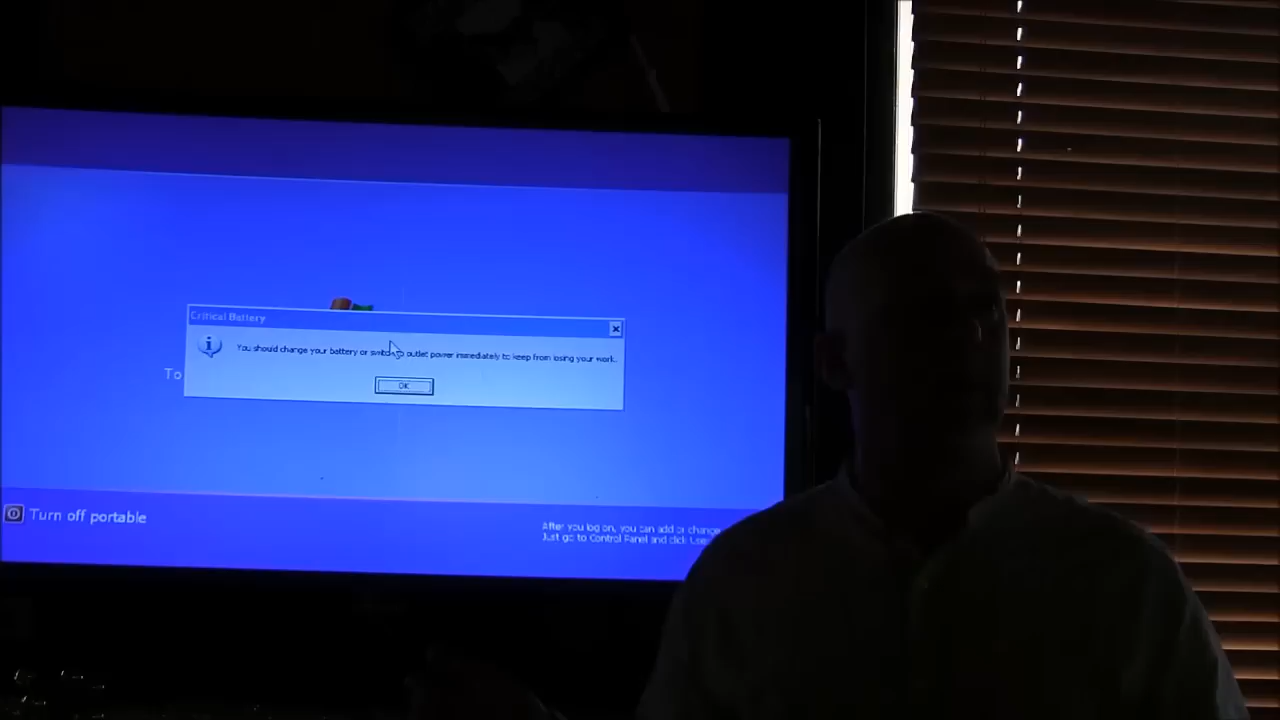 Critical Battery
You should change your battery or switch to outlet power immediately to keep from losing your work.
OK
To
Turn off portable
After you log on, you can add or change
Just go to Control Panel and click Use